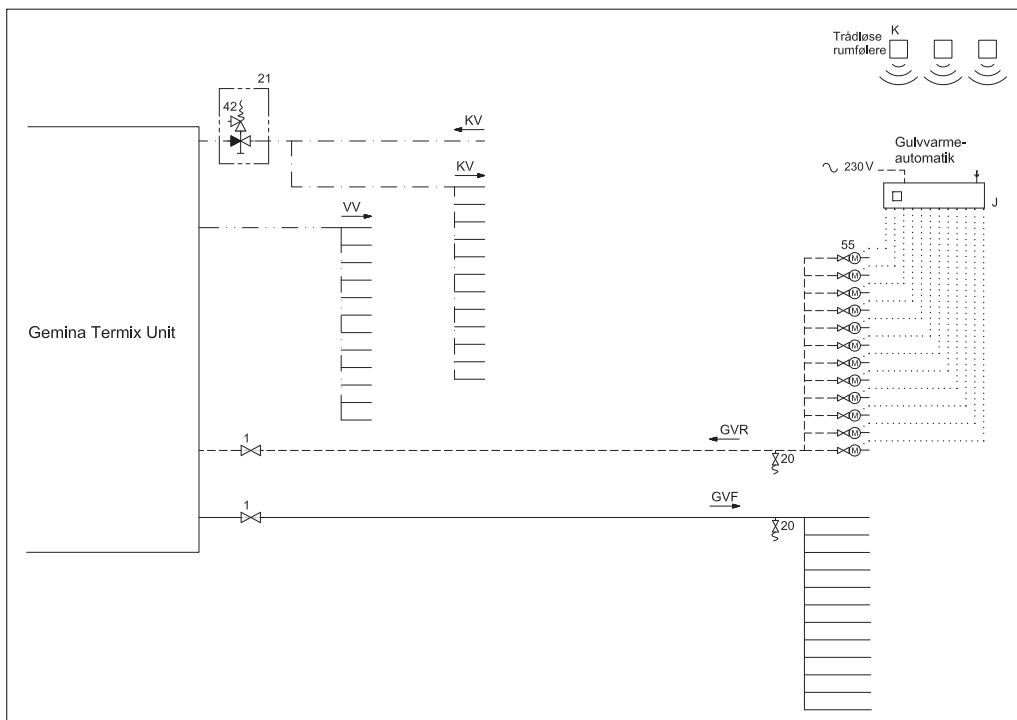 K
Trådløse
rumfølere
21
42
KV
KV
Gulvvarme-
automatik
230 V
J
VV
55
M
M
M
M
M
M
M
M
M
M
M
M
Gemina Termix Unit
1
GVR
20
1
GVF
20